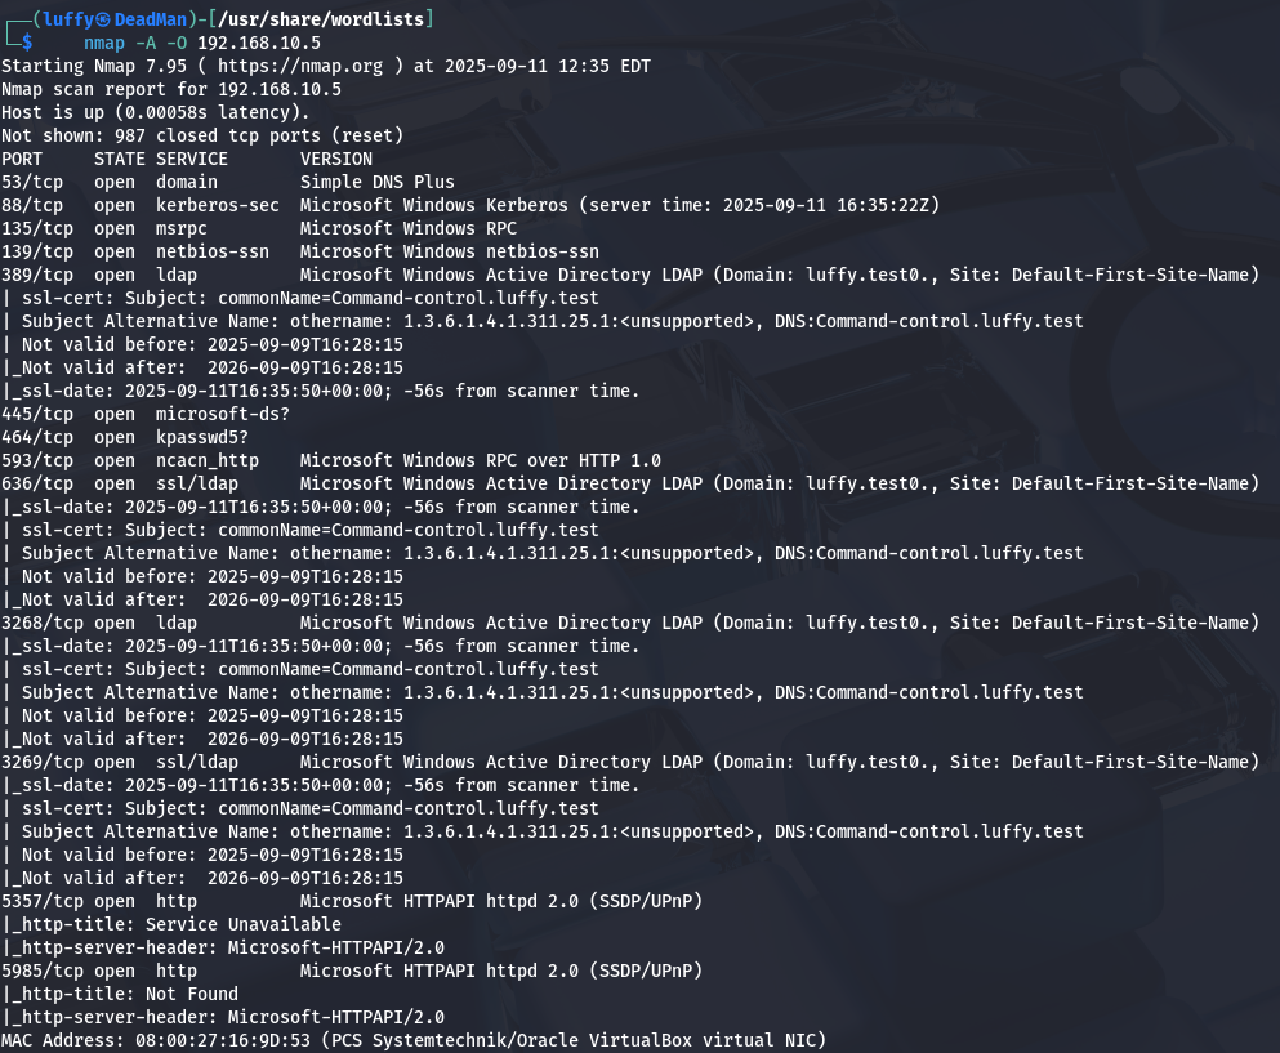 ┌──(luffy㉿DeadMan)-[/usr/share/wordlists]
└─$     nmap -A -O 192.168.10.5
Starting Nmap 7.95 ( https://nmap.org ) at 2025-09-11 12:35 EDT
Nmap scan report for 192.168.10.5
Host is up (0.00058s latency).
Not shown: 987 closed tcp ports (reset)
PORT     STATE SERVICE       VERSION
53/tcp   open  domain        Simple DNS Plus
88/tcp   open  kerberos-sec  Microsoft Windows Kerberos (server time: 2025-09-11 16:35:22Z)
135/tcp  open  msrpc         Microsoft Windows RPC
139/tcp  open  netbios-ssn   Microsoft Windows netbios-ssn
389/tcp  open  ldap          Microsoft Windows Active Directory LDAP (Domain: luffy.test0., Site: Default-First-Site-Name)
| ssl-cert: Subject: commonName=Command-control.luffy.test
| Subject Alternative Name: othername: 1.3.6.1.4.1.311.25.1:<unsupported>, DNS:Command-control.luffy.test
| Not valid before: 2025-09-09T16:28:15
|_Not valid after:  2026-09-09T16:28:15
|_ssl-date: 2025-09-11T16:35:50+00:00; -56s from scanner time.
445/tcp  open  microsoft-ds?
464/tcp  open  kpasswd5?
593/tcp  open  ncacn_http    Microsoft Windows RPC over HTTP 1.0
636/tcp  open  ssl/ldap      Microsoft Windows Active Directory LDAP (Domain: luffy.test0., Site: Default-First-Site-Name)
|_ssl-date: 2025-09-11T16:35:50+00:00; -56s from scanner time.
| ssl-cert: Subject: commonName=Command-control.luffy.test
| Subject Alternative Name: othername: 1.3.6.1.4.1.311.25.1:<unsupported>, DNS:Command-control.luffy.test
| Not valid before: 2025-09-09T16:28:15
|_Not valid after:  2026-09-09T16:28:15
3268/tcp open  ldap          Microsoft Windows Active Directory LDAP (Domain: luffy.test0., Site: Default-First-Site-Name)
|_ssl-date: 2025-09-11T16:35:50+00:00; -56s from scanner time.
| ssl-cert: Subject: commonName=Command-control.luffy.test
| Subject Alternative Name: othername: 1.3.6.1.4.1.311.25.1:<unsupported>, DNS:Command-control.luffy.test
| Not valid before: 2025-09-09T16:28:15
|_Not valid after:  2026-09-09T16:28:15
3269/tcp open  ssl/ldap      Microsoft Windows Active Directory LDAP (Domain: luffy.test0., Site: Default-First-Site-Name)
|_ssl-date: 2025-09-11T16:35:50+00:00; -56s from scanner time.
| ssl-cert: Subject: commonName=Command-control.luffy.test
| Subject Alternative Name: othername: 1.3.6.1.4.1.311.25.1:<unsupported>, DNS:Command-control.luffy.test
| Not valid before: 2025-09-09T16:28:15
|_Not valid after:  2026-09-09T16:28:15
5357/tcp open  http          Microsoft HTTPAPI httpd 2.0 (SSDP/UPnP)
|_http-title: Service Unavailable
|_http-server-header: Microsoft-HTTPAPI/2.0
5985/tcp open  http          Microsoft HTTPAPI httpd 2.0 (SSDP/UPnP)
|_http-title: Not Found
|_http-server-header: Microsoft-HTTPAPI/2.0
MAC Address: 08:00:27:16:9D:53 (PCS Systemtechnik/Oracle VirtualBox virtual NIC)